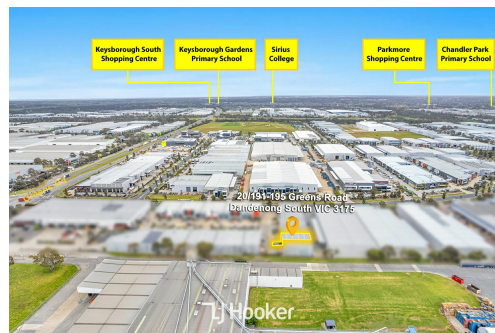 Keysborough South
Shopping Centre
Keysborough Gardens
Primary School
Sirius
College
Parkmore
Shopping Centre
Chandler Park
Primary School
20/191-195 Greens Road
Dandenong South VIC 3175
LJ Hooker